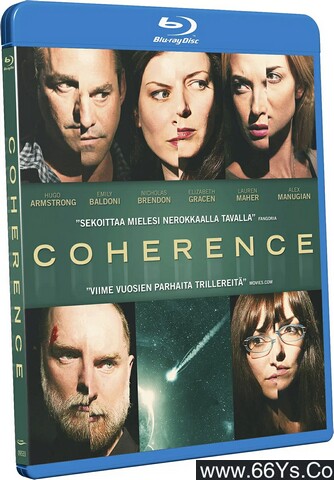 Blu-ray Disc
COHERENCE
HUGO ARMSTRONG
EMILY BALDONI
NICHOLAS BRENDON
ELIZABETH GRACEN
LAUREN MAHER
ALEX MANUGIAN
"SEKOITTAA MIELESI NEROKKAALLA TAVALLA" FANGORIA
COHERENCE
"VIIME VUOSIEN PARHAITA TRILLEREITÄ" MOVIES.COM
www.66Ys.Co